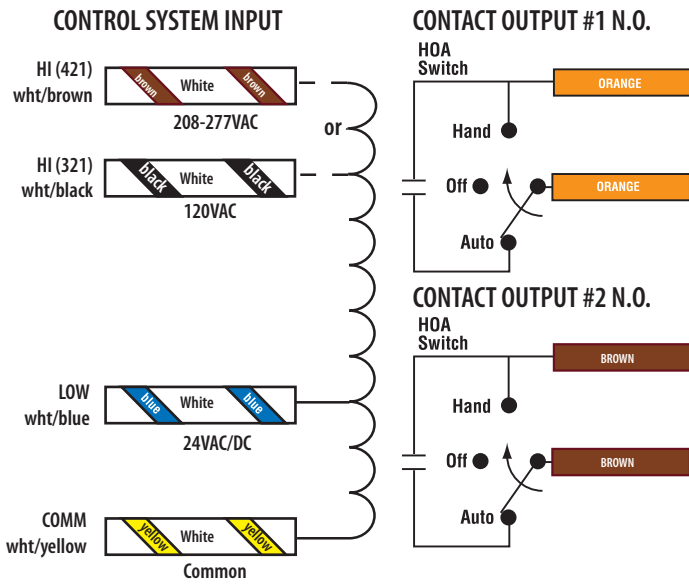 CONTROL SYSTEM INPUT
HI (421)
wht/brown
brown
White
brown
208-277VAC
or
HI (321)
wht/black
black
White
black
120VAC
LOW
wht/blue
blue
White
blue
24VAC/DC
COMM
wht/yellow
yellow
White
yellow
Common
CONTACT OUTPUT #1 N.O.
HOA
Switch
ORANGE
Hand
Off
ORANGE
Auto
CONTACT OUTPUT #2 N.O.
HOA
Switch
BROWN
Hand
Off
BROWN
Auto